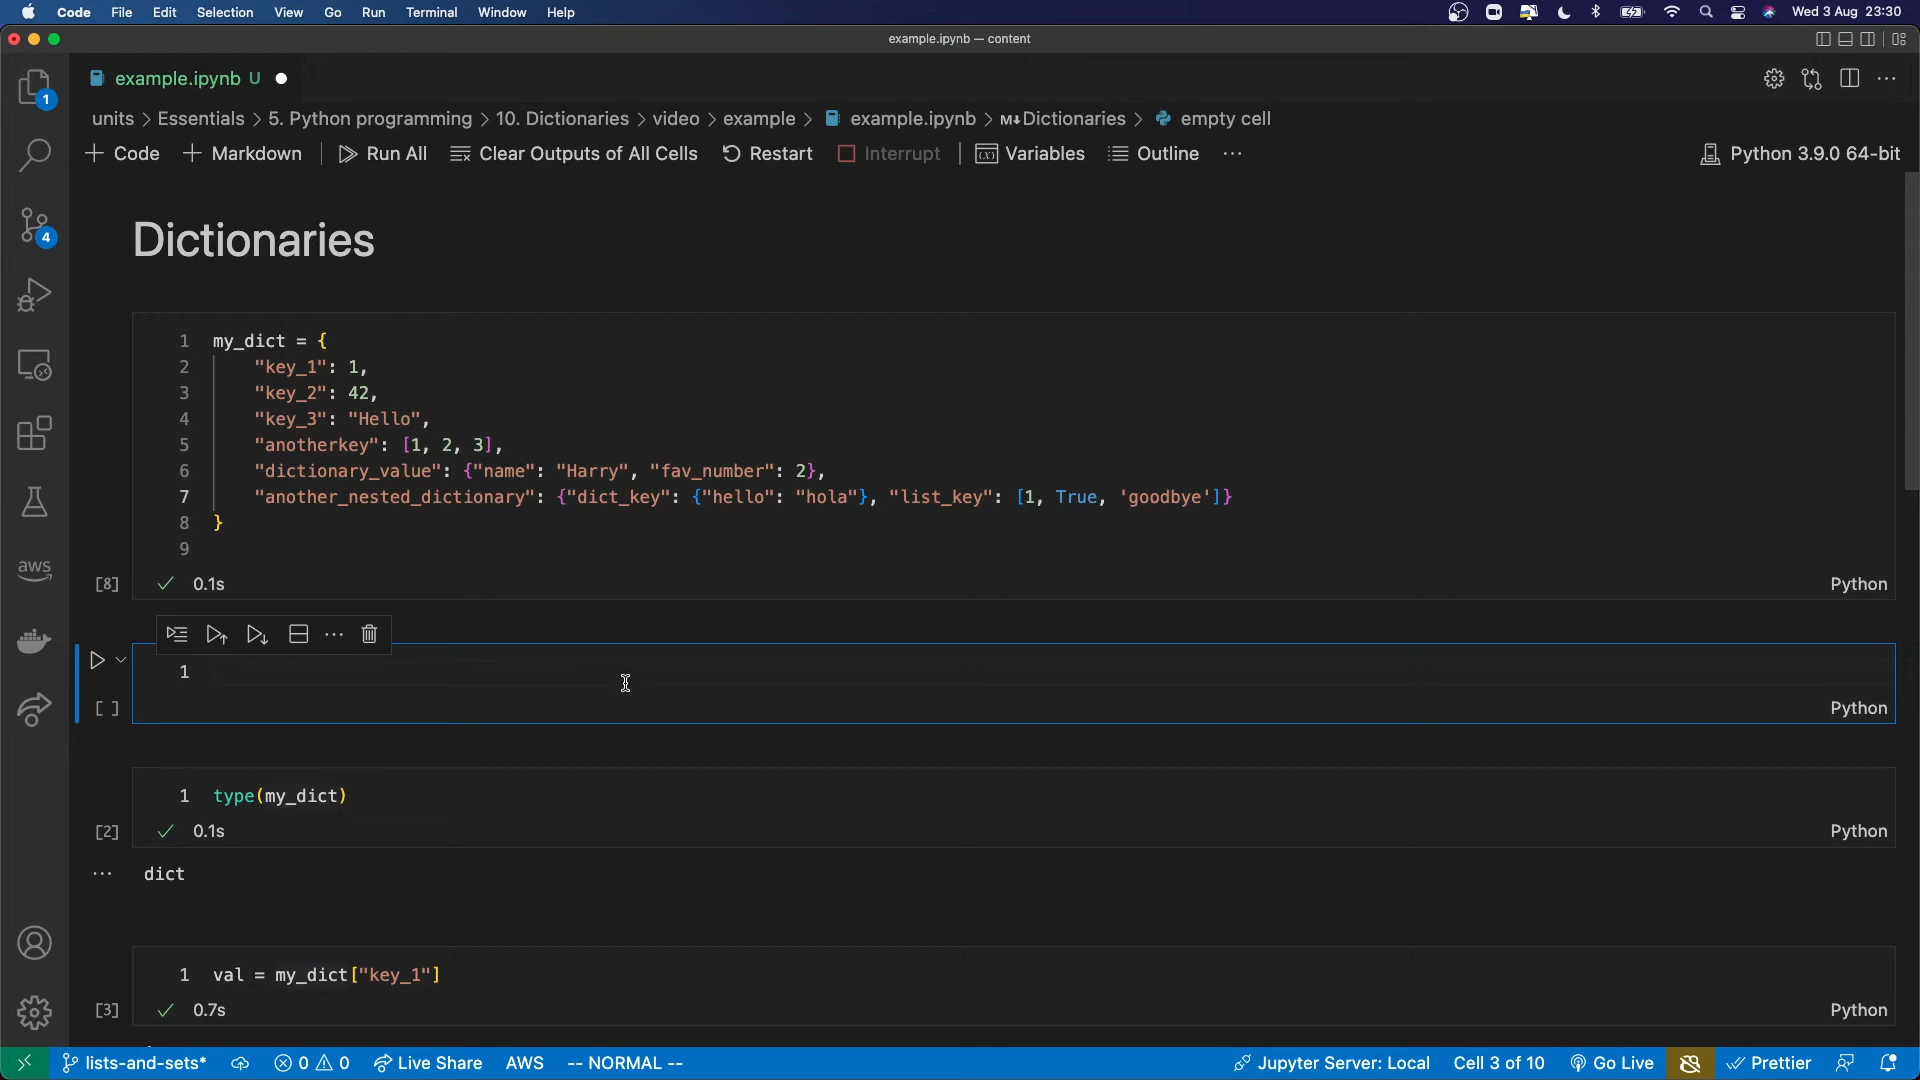 Code File Edit Selection View Go Run Terminal Window Help Wed 3 Aug 23:30
example.ipynb — content
example.ipynb U
units > Essentials > 5. Python programming > 10. Dictionaries > video > example > example.ipynb > M↓Dictionaries > empty cell
+ Code + Markdown Run All Clear Outputs of All Cells Restart Interrupt Variables Outline ... Python 3.9.0 64-bit
1
4
aws
Dictionaries
1 my_dict = {
2 "key_1": 1,
3 "key_2": 42,
4 "key_3": "Hello",
5 "anotherkey": [1, 2, 3],
6 "dictionary_value": {"name": "Harry", "fav_number": 2},
7 "another_nested_dictionary": {"dict_key": {"hello": "hola"}, "list_key": [1, True, 'goodbye']}
8 }
9
[8] ✓ 0.1s Python
1
[ ] Python
1 type(my_dict)
[2] ✓ 0.1s Python
... dict
1 val = my_dict["key_1"]
[3] ✓ 0.7s Python
lists-and-sets* 0 0 Live Share AWS -- NORMAL -- Jupyter Server: Local Cell 3 of 10 Go Live Prettier